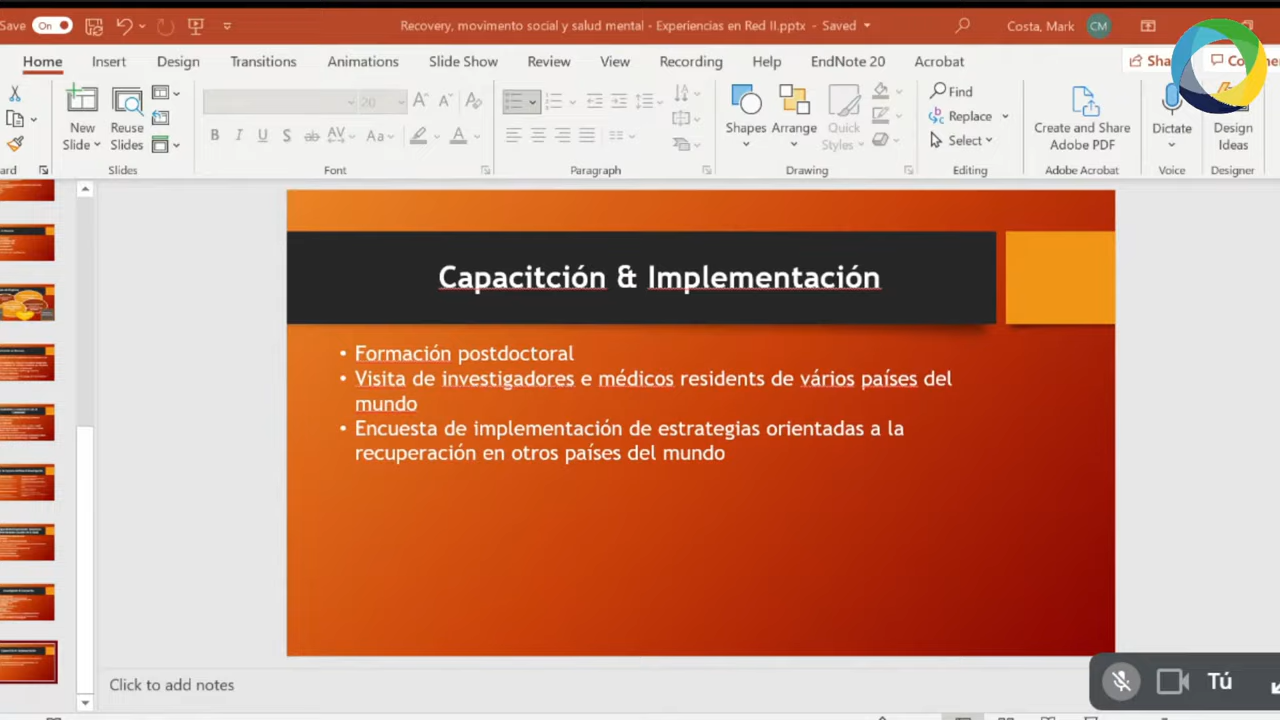 Save On Recovery, movimento social y salud mental - Experiencias en Red II.pptx - Saved Costa, Mark CM
Home Insert Design Transitions Animations Slide Show Review View Recording Help EndNote 20 Acrobat
New Slide
Reuse Slides
Slides
Font
Paragraph
Shapes
Arrange
Quick Styles
Drawing
Find
Replace
Select
Editing
Create and Share Adobe PDF
Adobe Acrobat
Dictate
Voice
Design Ideas
Designer
Capacitción & Implementación
• Formación postdoctoral
• Visita de investigadores e médicos residents de vários países del
mundo
• Encuesta de implementación de estrategias orientadas a la
recuperación en otros países del mundo
Click to add notes
Tú